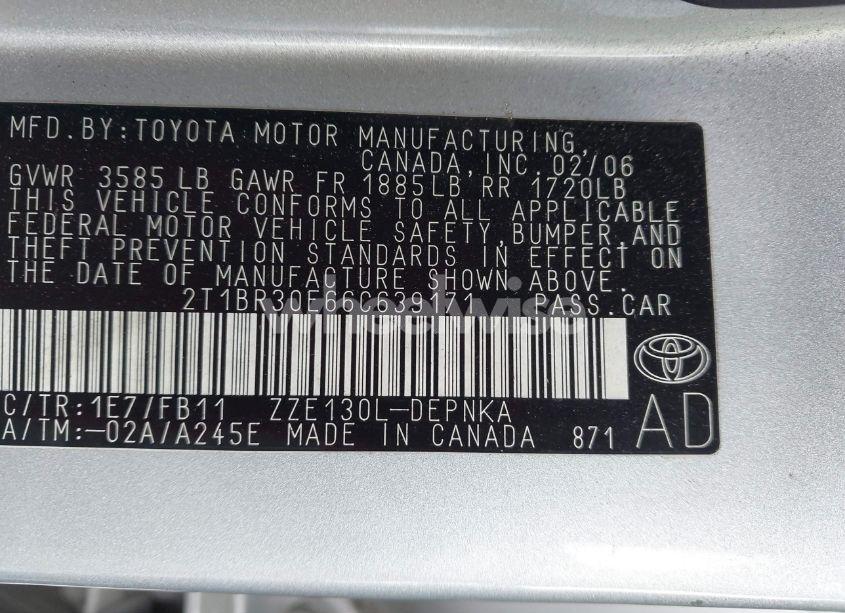 MFD.BY:TOYOTA MOTOR MANUFACTURING,
CANADA,INC.02/06
GVWR 3585LB GAWR FR 1885LB RR 1720LB
THIS VEHICLE CONFORMS TO ALL APPLICABLE
FEDERAL MOTOR VEHICLE SAFETY,BUMPER,AND
THEFT PREVENTION STANDARDS IN EFFECT ON
THE DATE OF MANUFACTURE SHOWN ABOVE.
2T1BR30E66C639171 PASS.CAR
wheelwise
C/TR:1E7/FB11 ZZE130L-DEPNKA
A/TM:-02A/A245E MADE IN CANADA 871
AD